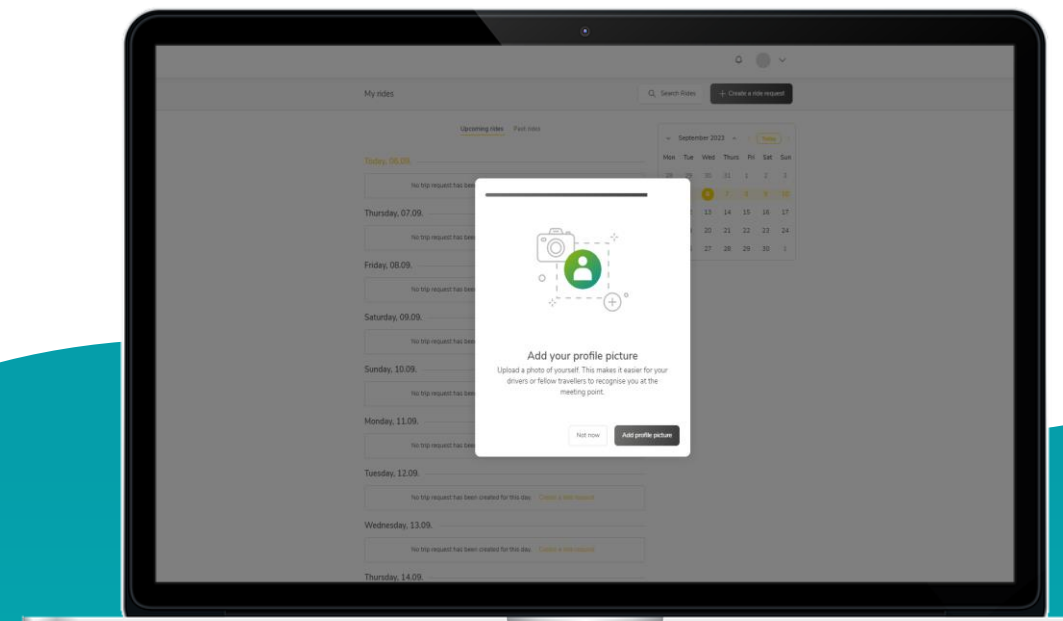 My rides
Search Rides
+ Create a ride request
Upcoming rides Past rides
September 2023
Today
Mon Tue Wed Thurs Fri Sat Sun
28 29 30 31 1 2 3
6 7 8 9 10
13 14 15 16 17
20 21 22 23 24
27 28 29 30 1
Today, 06.09.
No trip request has been
Thursday, 07.09.
No trip request has been
Friday, 08.09.
No trip request has been
Saturday, 09.09.
No trip request has been
Sunday, 10.09.
No trip request has been
Monday, 11.09.
No trip request has been
Tuesday, 12.09.
No trip request has been created for this day. Create a ride request
Wednesday, 13.09.
No trip request has been created for this day. Create a ride request
Thursday, 14.09.
Add your profile picture
Upload a photo of yourself. This makes it easier for your
drivers or fellow travellers to recognise you at the
meeting point.
Not now
Add profile picture